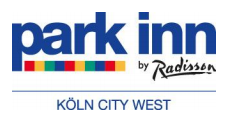 park inn
by Radisson
KÖLN CITY WEST